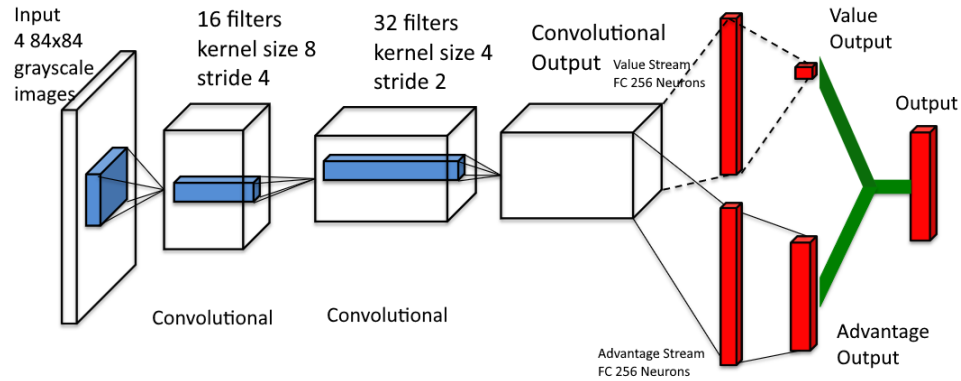 Input
4 84x84
grayscale
images
16 filters
kernel size 8
stride 4
32 filters
kernel size 4
stride 2
Convolutional
Output
Value Stream
FC 256 Neurons
Value
Output
Output
Convolutional
Convolutional
Advantage Stream
FC 256 Neurons
Advantage
Output